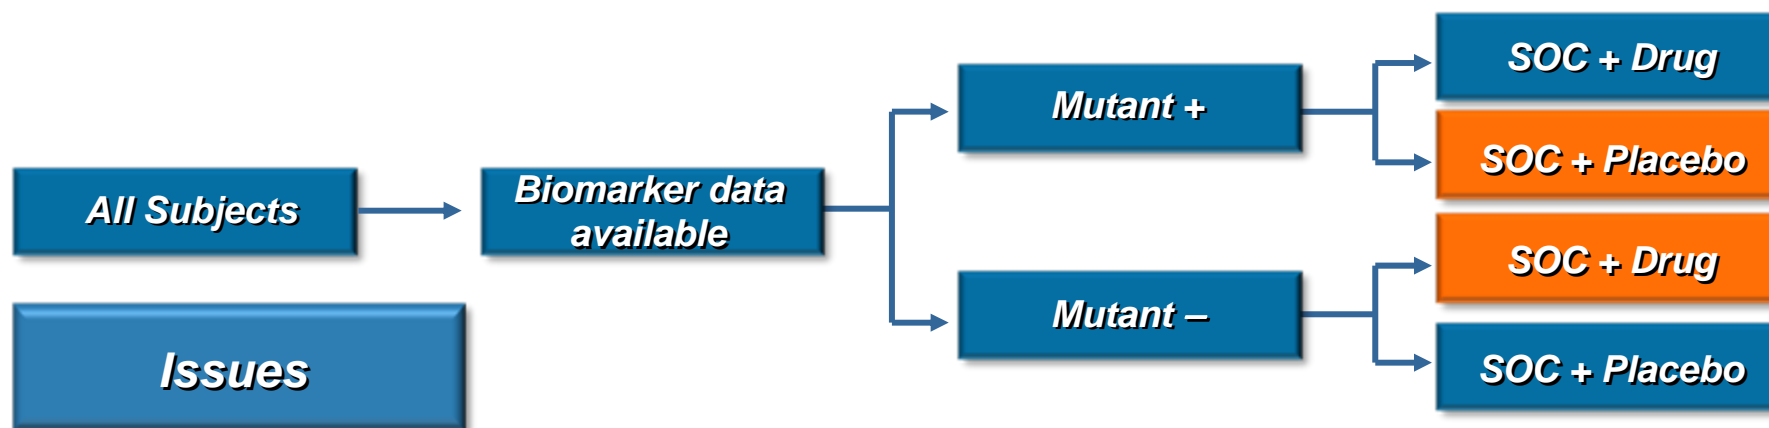 All Subjects
Biomarker data
available
Mutant +
Mutant –
SOC + Drug
SOC + Placebo
SOC + Drug
SOC + Placebo
Issues